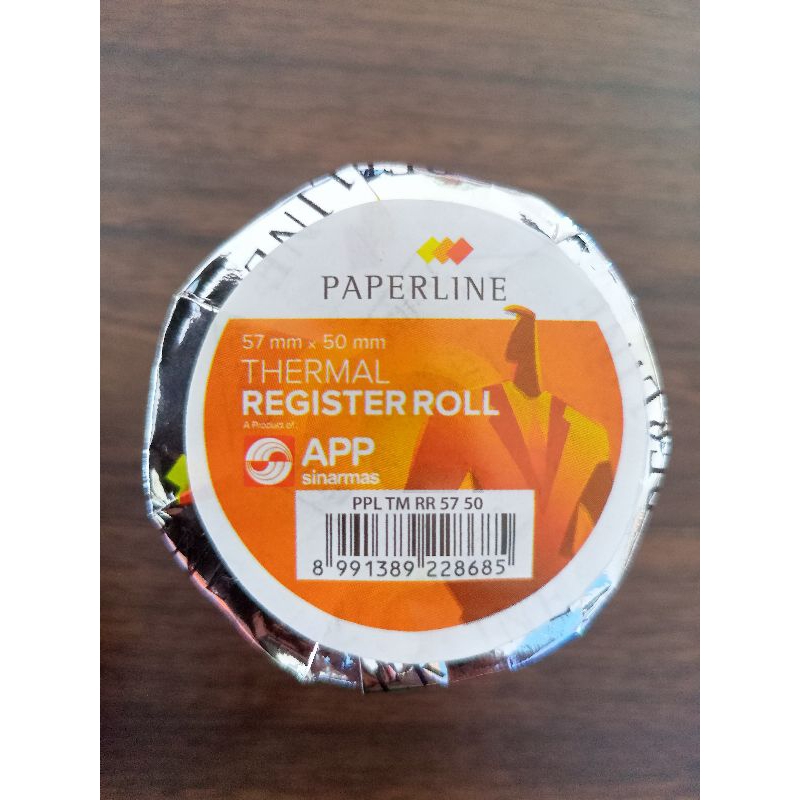 PAPERLINE
57 mm x 50 mm
THERMAL
REGISTER ROLL
A Product of :
APP
sinarmas
PPL TM RR 57 50
8 991389 228685